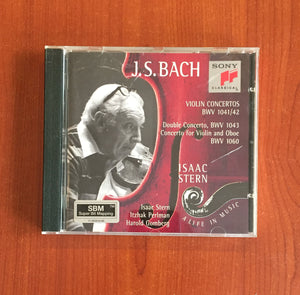 J.S.BACH
SONY
CLASSICAL
VIOLIN CONCERTOS
BWV 1041/42
Double Concerto, BWV 1043
Concerto for Violin and Oboe
BWV 1060
ISAAC
STERN
A LIFE IN MUSIC
Isaac Stern
Itzhak Perlman
Harold Gomberg
SBM
Super Bit Mapping